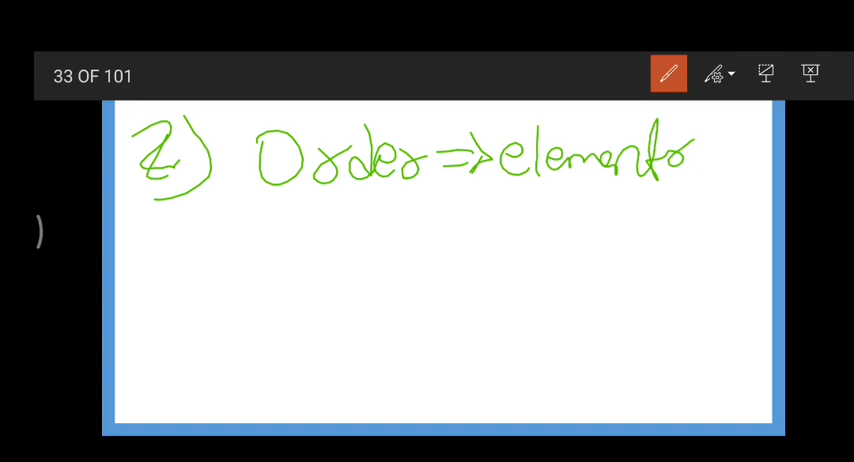 33 OF 101
2) Order => elements